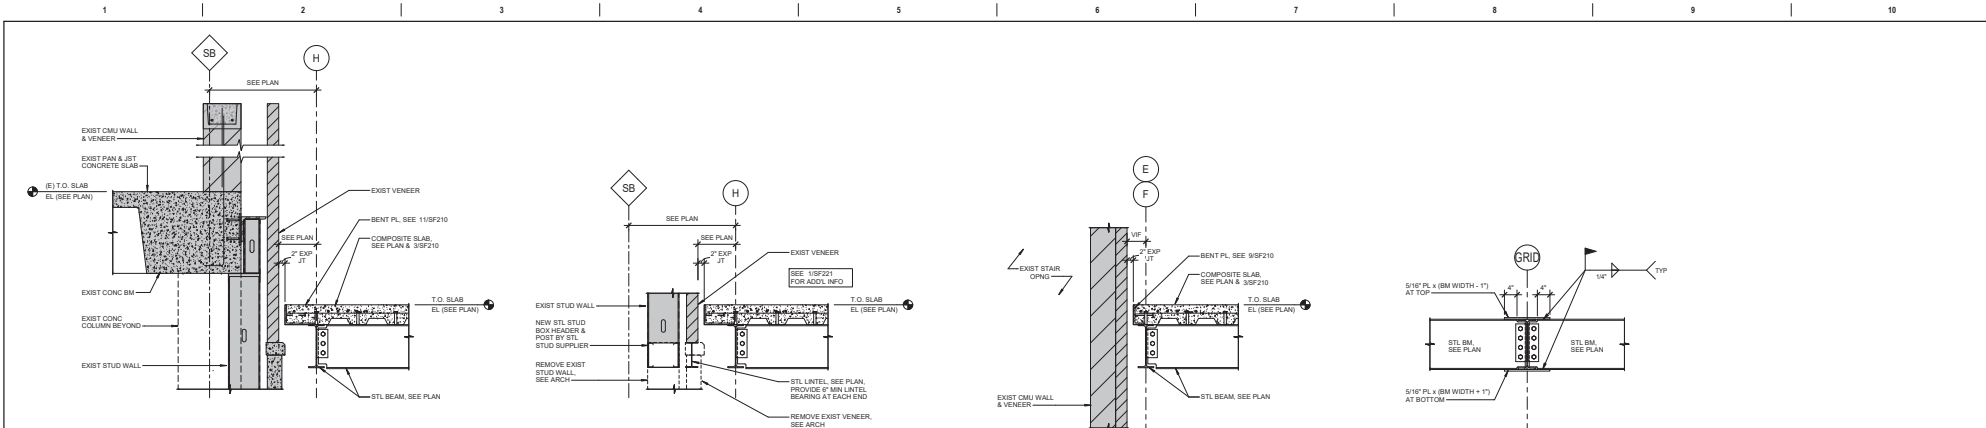 1 2 3 4 5 6 7 8 9 10
SB
H
SEE PLAN
EXIST CMU WALL
& VENEER
EXIST PAN & JST
CONCRETE SLAB
(E) T.O. SLAB
EL (SEE PLAN)
EXIST VENEER
BENT PL, SEE 11/SF210
COMPOSITE SLAB,
SEE PLAN & 3/SF210
SEE PLAN
2" EXP
JT
T.O. SLAB
EL (SEE PLAN)
EXIST CONC BM
EXIST CONC
COLUMN BEYOND
EXIST STUD WALL
STL BEAM, SEE PLAN
SB
H
SEE PLAN
SEE PLAN
2" EXP
JT
EXIST VENEER
SEE 1/SF221
FOR ADD'L INFO
T.O. SLAB
EL (SEE PLAN)
EXIST STUD WALL
NEW STL STUD
BOX HEADER &
POST BY STL
STUD SUPPLIER
REMOVE EXIST
STUD WALL,
SEE ARCH
STL LINTEL, SEE PLAN,
PROVIDE 6" MIN LINTEL
BEARING AT EACH END
REMOVE EXIST VENEER,
SEE ARCH
E
F
VIF
2" EXP
JT
EXIST STAIR
OPNG
BENT PL, SEE 9/SF210
COMPOSITE SLAB,
SEE PLAN & 3/SF210
T.O. SLAB
EL (SEE PLAN)
EXIST CMU WALL
& VENEER
STL BEAM, SEE PLAN
GRID
1/4"
TYP
5/16" PL x (BM WIDTH - 1")
AT TOP
4"
4"
STL BM,
SEE PLAN
STL BM,
SEE PLAN
5/16" PL x (BM WIDTH + 1")
AT BOTTOM